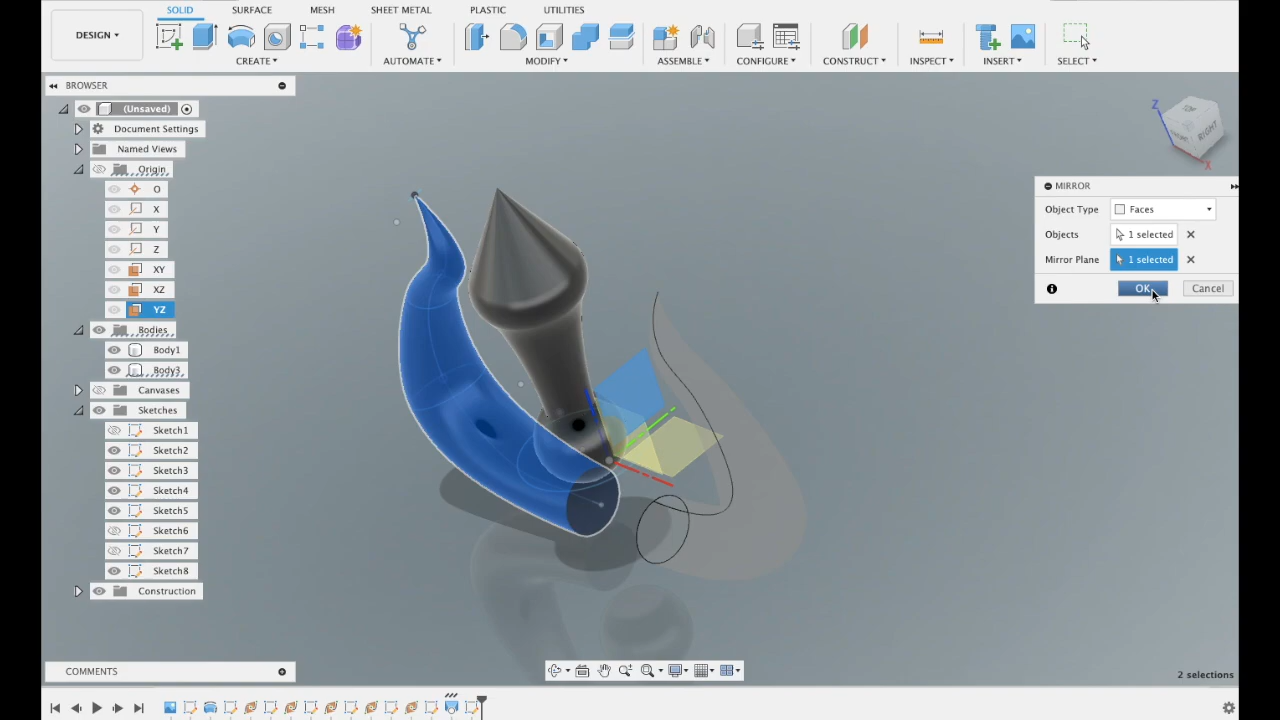 SOLID SURFACE MESH SHEET METAL PLASTIC UTILITIES
DESIGN
CREATE AUTOMATE MODIFY ASSEMBLE CONFIGURE CONSTRUCT INSPECT INSERT SELECT
BROWSER
(Unsaved)
Document Settings
Named Views
Origin
O
X
Y
Z
XY
XZ
YZ
Bodies
Body1
Body3
Canvases
Sketches
Sketch1
Sketch2
Sketch3
Sketch4
Sketch5
Sketch6
Sketch7
Sketch8
Construction
Z
RIGHT
X
MIRROR
Object Type Faces
Objects 1 selected
Mirror Plane 1 selected
OK Cancel
COMMENTS
2 selections